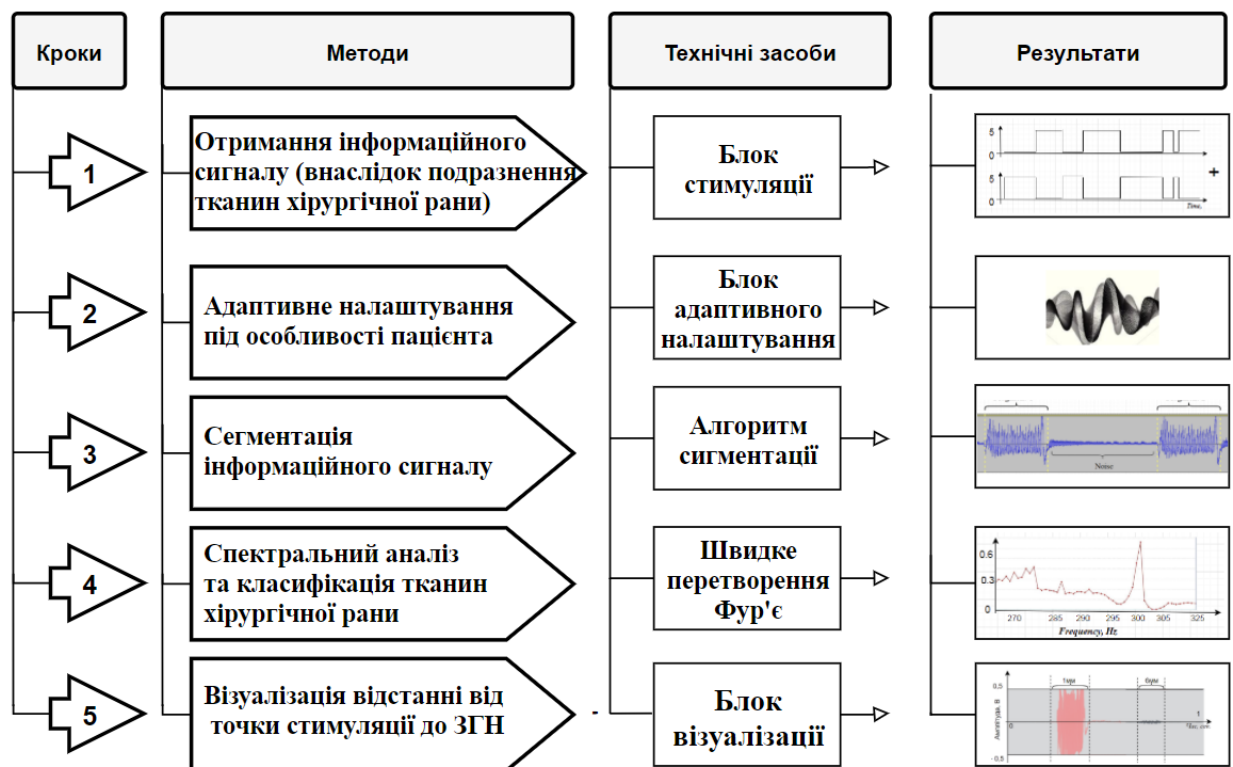 Кроки
Методи
Технічні засоби
Результати
1
Отримання інформаційного
сигналу (внаслідок подразнення
тканин хірургічної рани)
Блок
стимуляції
5
0
5
0
+
Time,
2
Адаптивне налаштування
під особливості пацієнта
Блок
адаптивного
налаштування
3
Сегментація
інформаційного сигналу
Алгоритм
сигментації
None
4
Спектральний аналіз
та класифікація тканин
хірургічної рани
Швидке
перетворення
Фур'є
0.6
0.3
0
270 285 290 295 300 305 325
Frequency, Hz
5
Візуалізація відстанні від
точки стимуляції до ЗГН
-
Блок
візуалізації
0,5
Амплітуда, В
0
- 0,5
t